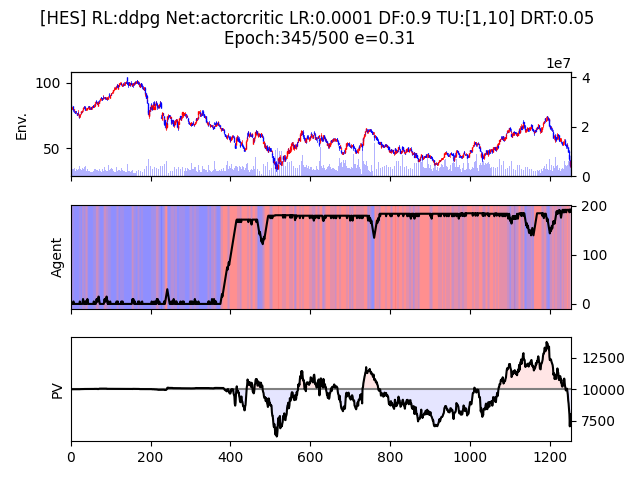 [HES] RL:ddpg Net:actorcritic LR:0.0001 DF:0.9 TU:[1,10] DRT:0.05
Epoch:345/500 e=0.31
1e7
100
50
Env.
4
2
0
Agent
200
100
0
PV
12500
10000
7500
0 200 400 600 800 1000 1200